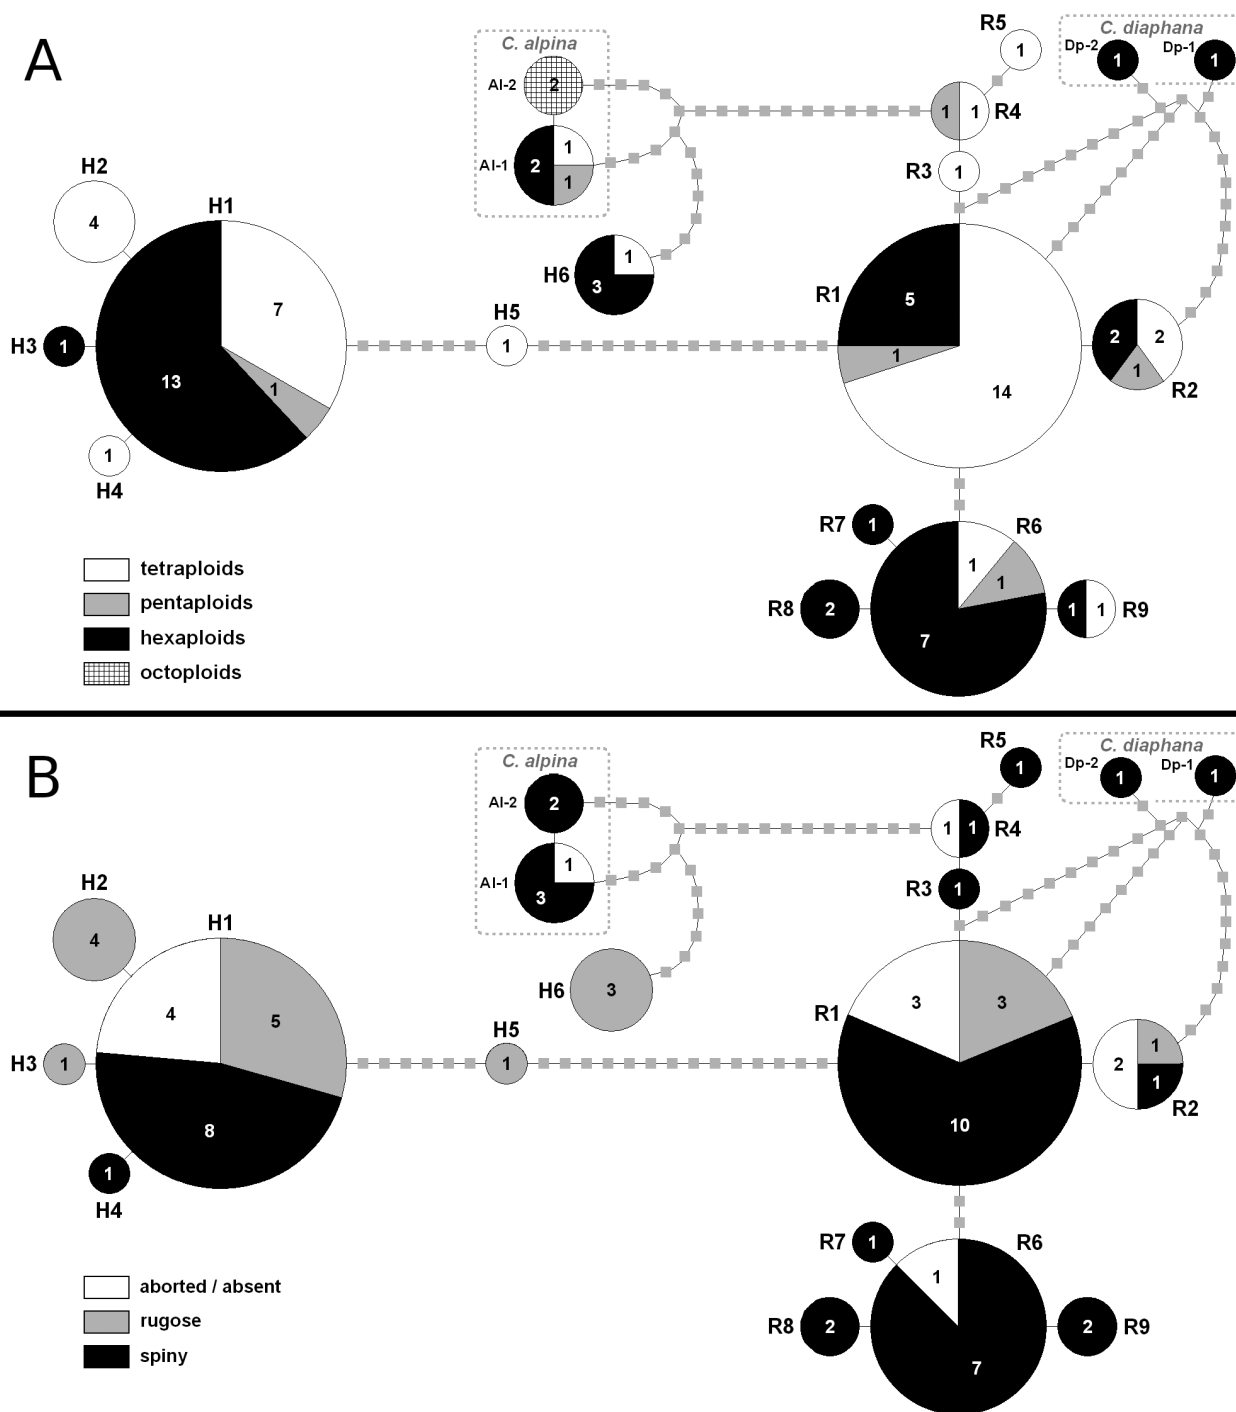 A
C. alpina
Al-2
2
Al-1
2
1
1
R5
1
C. diaphana
Dp-2
1
Dp-1
1
1
1
R4
R3
1
H2
4
H1
7
13
1
H3
1
1
H4
H6
1
3
H5
1
R1
5
1
14
2
2
1
R2
R7
1
R6
1
1
7
R8
2
1
1
R9
tetraploids
pentaploids
hexaploids
octoploids
B
C. alpina
Al-2
2
Al-1
1
3
R5
1
C. diaphana
Dp-2
1
Dp-1
1
1
1
R4
R3
1
H2
4
H1
4
5
8
H3
1
1
H4
H6
3
H5
1
R1
3
3
10
2
1
1
R2
R7
1
R6
1
7
R8
2
2
R9
aborted / absent
rugose
spiny